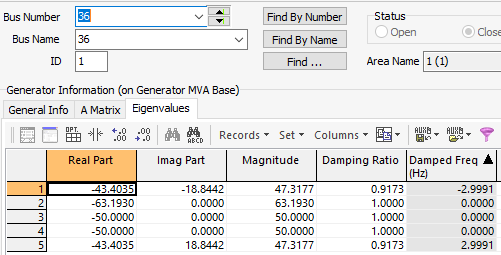 Bus Number 36 Find By Number Status
Bus Name 36 Find By Name Open Close
ID 1 Find ... Area Name 1 (1)
Generator Information (on Generator MVA Base)
General Info A Matrix Eigenvalues
Records Set Columns
Real Part Imag Part Magnitude Damping Ratio Damped Freq (Hz)
1 -43.4035 -18.8442 47.3177 0.9173 -2.9991
2 -63.1930 0.0000 63.1930 1.0000 0.0000
3 -50.0000 0.0000 50.0000 1.0000 0.0000
4 -50.0000 0.0000 50.0000 1.0000 0.0000
5 -43.4035 18.8442 47.3177 0.9173 2.9991